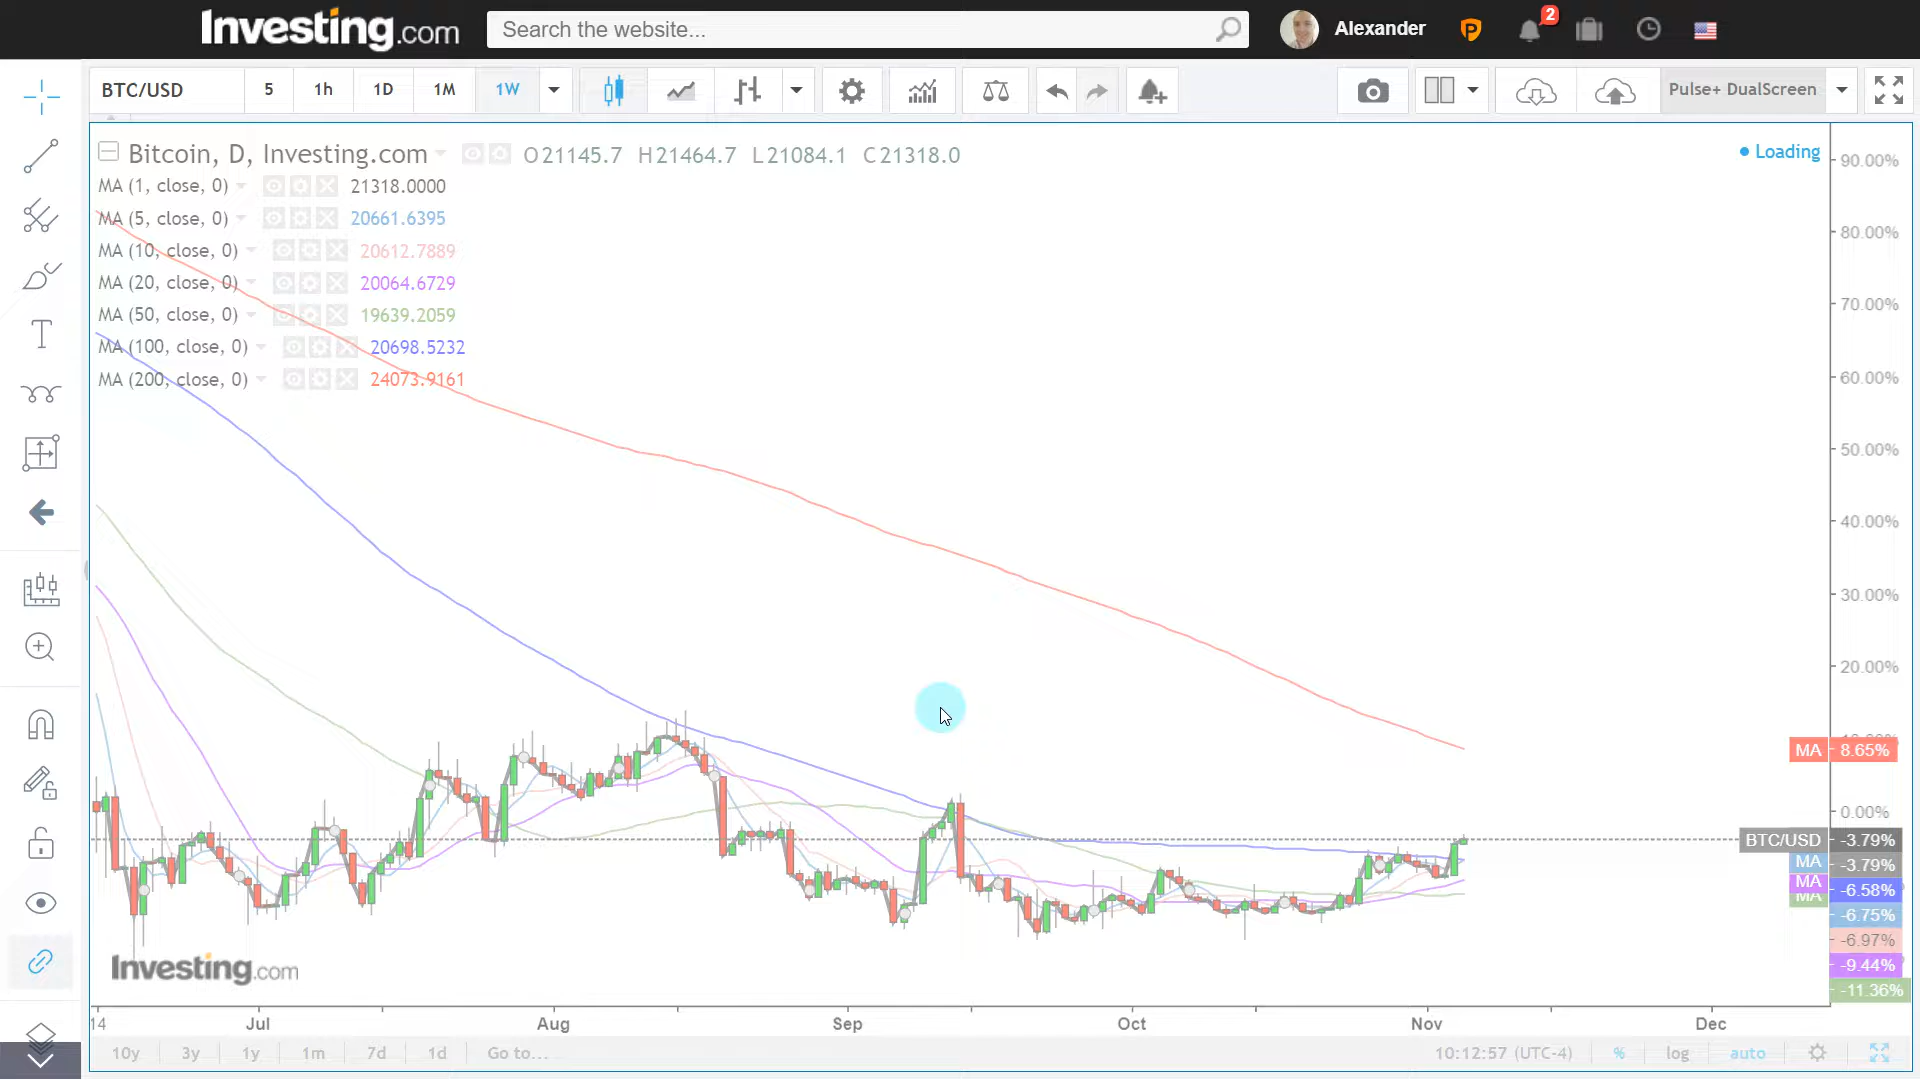 Investing.com
Search the website...
Alexander
2
BTC/USD 5 1h 1D 1M 1W
Pulse+ DualScreen
Bitcoin, D, Investing.com O21145.7 H21464.7 L21084.1 C21318.0
Loading
MA (1, close, 0) 21318.0000
MA (5, close, 0) 20661.6395
MA (10, close, 0) 20612.7889
MA (20, close, 0) 20064.6729
MA (50, close, 0) 19639.2059
MA (100, close, 0) 20698.5232
MA (200, close, 0) 24073.9161
90.00%
80.00%
70.00%
60.00%
50.00%
40.00%
30.00%
20.00%
MA 8.65%
0.00%
BTC/USD -3.79%
MA -3.79%
MA -6.58%
MA -6.75%
-6.97%
-9.44%
-11.36%
Investing.com
14 Jul Aug Sep Oct Nov Dec
10y 3y 1y 1m 7d 1d Go to...
10:12:57 (UTC-4) % log auto